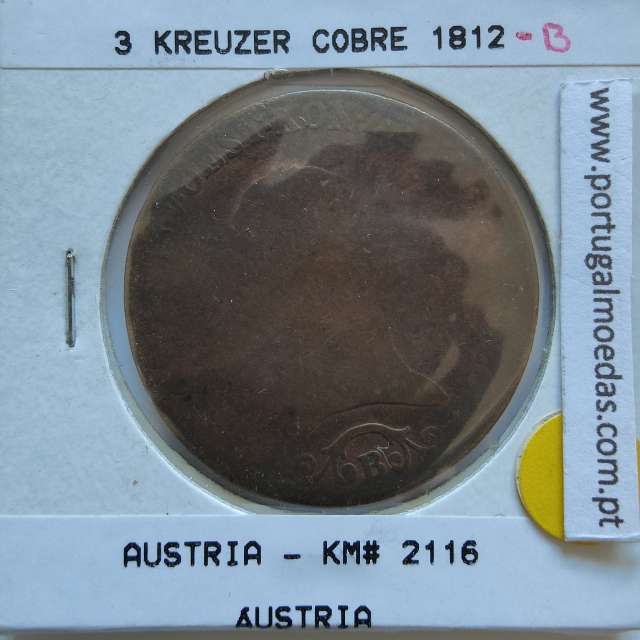 3 KREUZER COBRE 1812-B
www.portugalmoedas.com.pt
B
AUSTRIA - KM# 2116
AUSTRIA